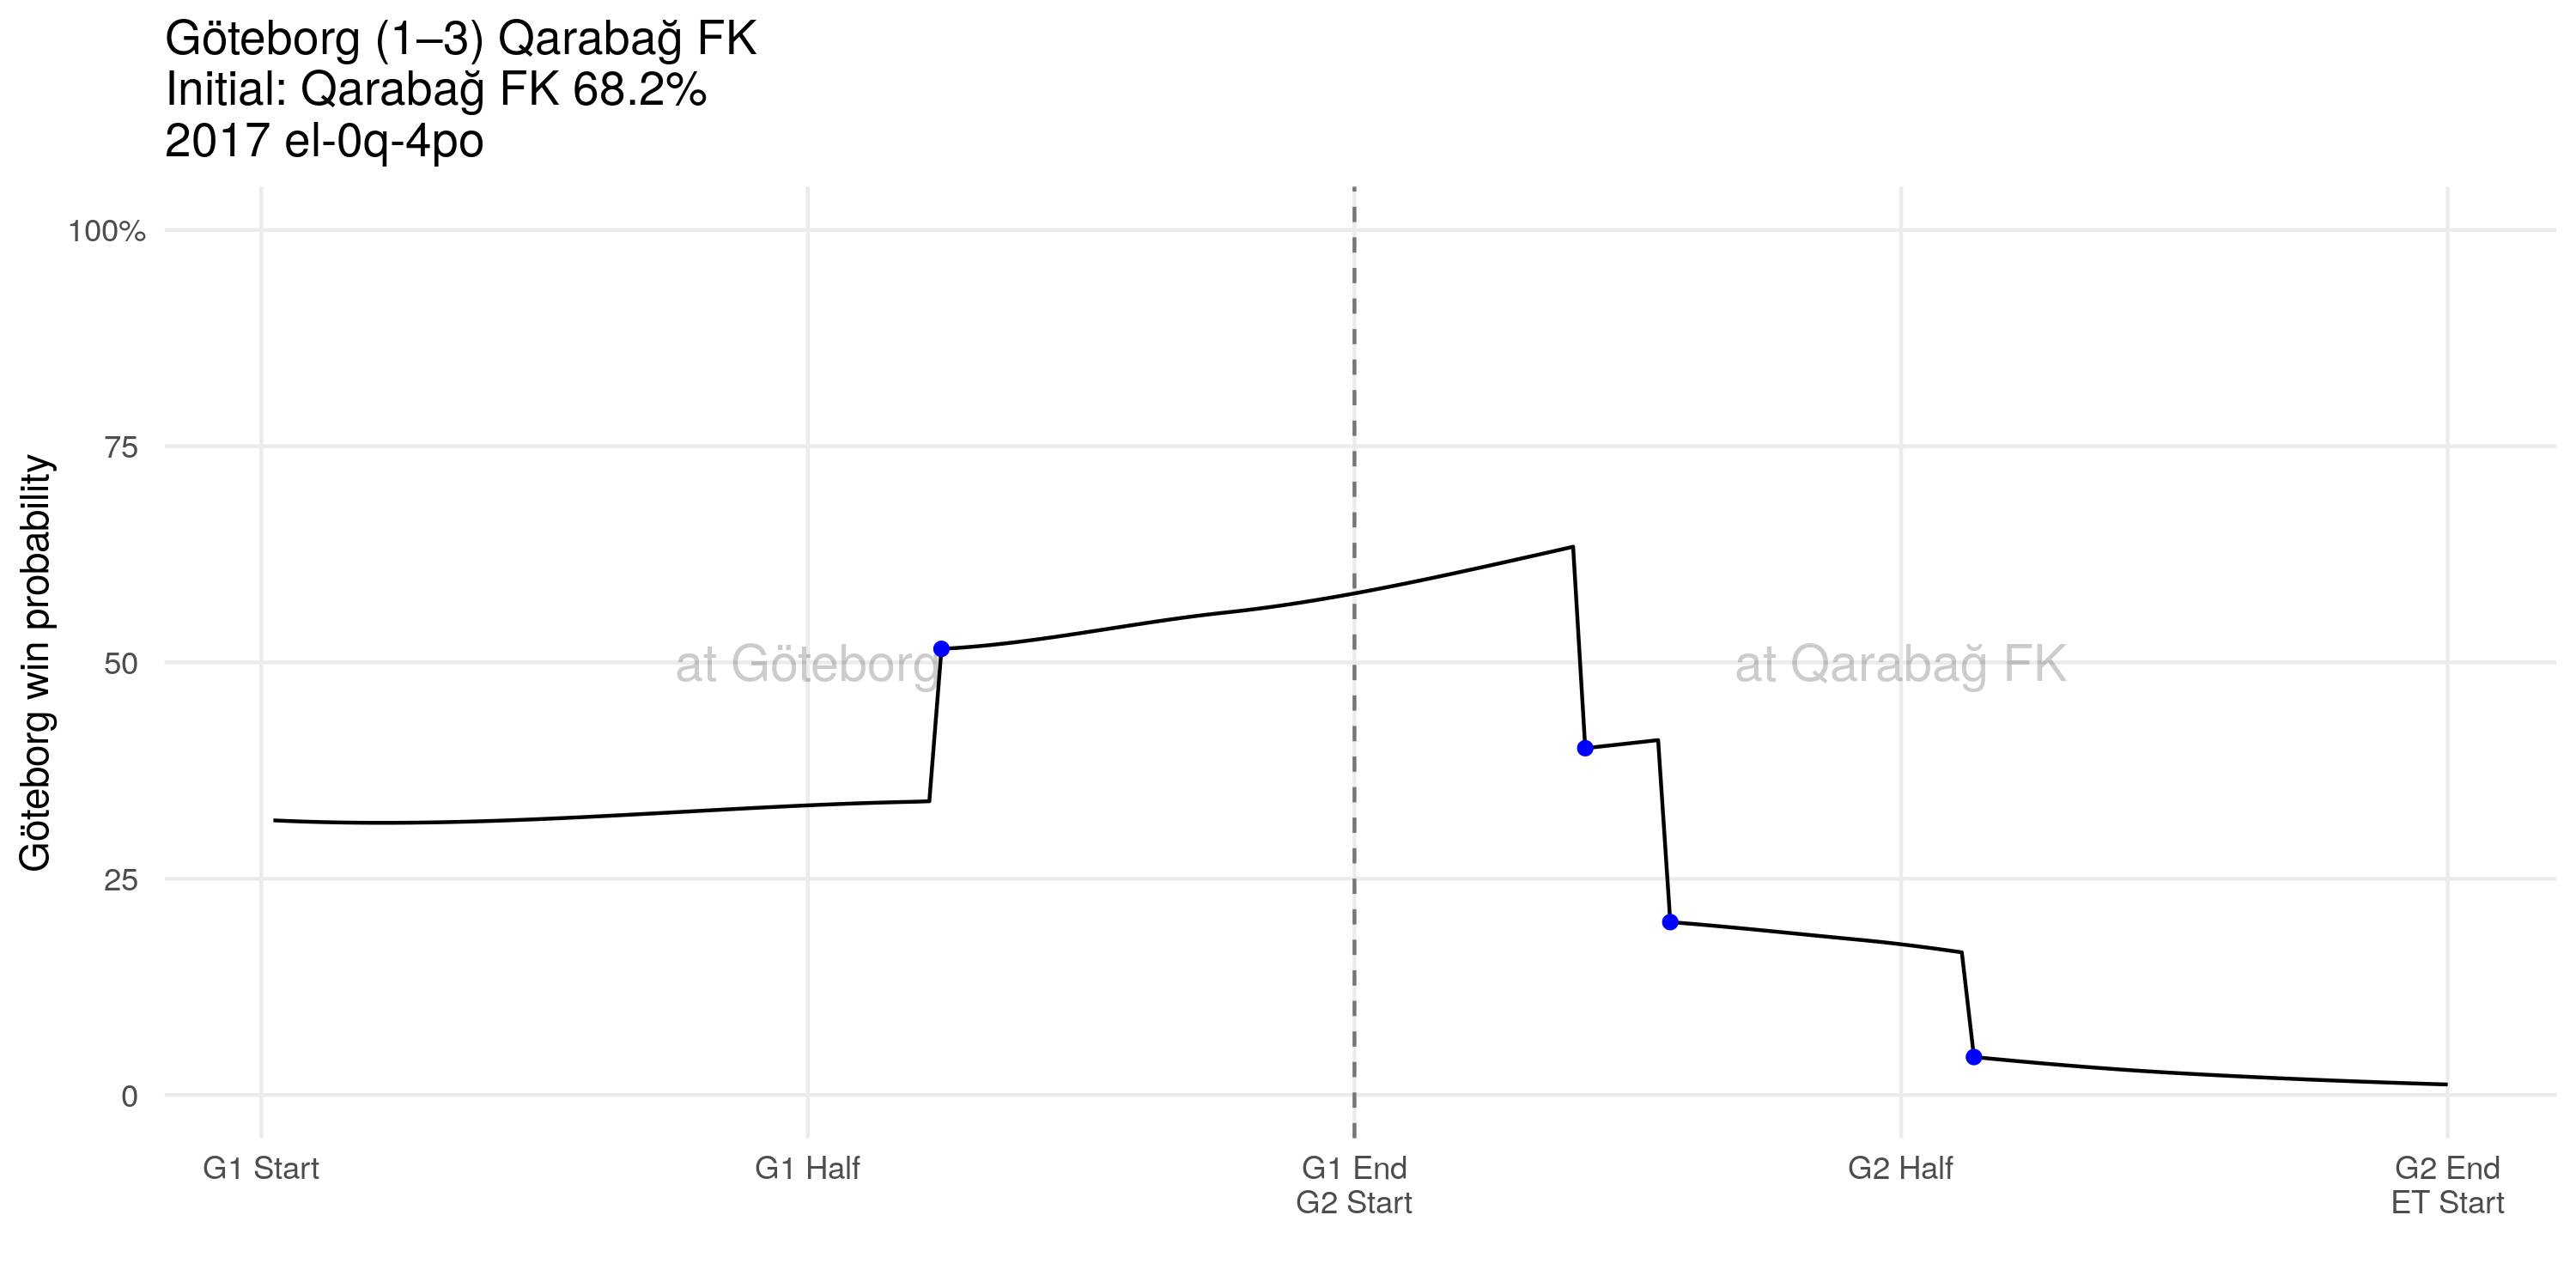 Göteborg (1–3) Qarabağ FK
Initial: Qarabağ FK 68.2%
2017 el-0q-4po
Göteborg win probability
100%
75
50
25
0
at Göteborg
at Qarabağ FK
G1 Start
G1 Half
G1 End
G2 Start
G2 Half
G2 End
ET Start